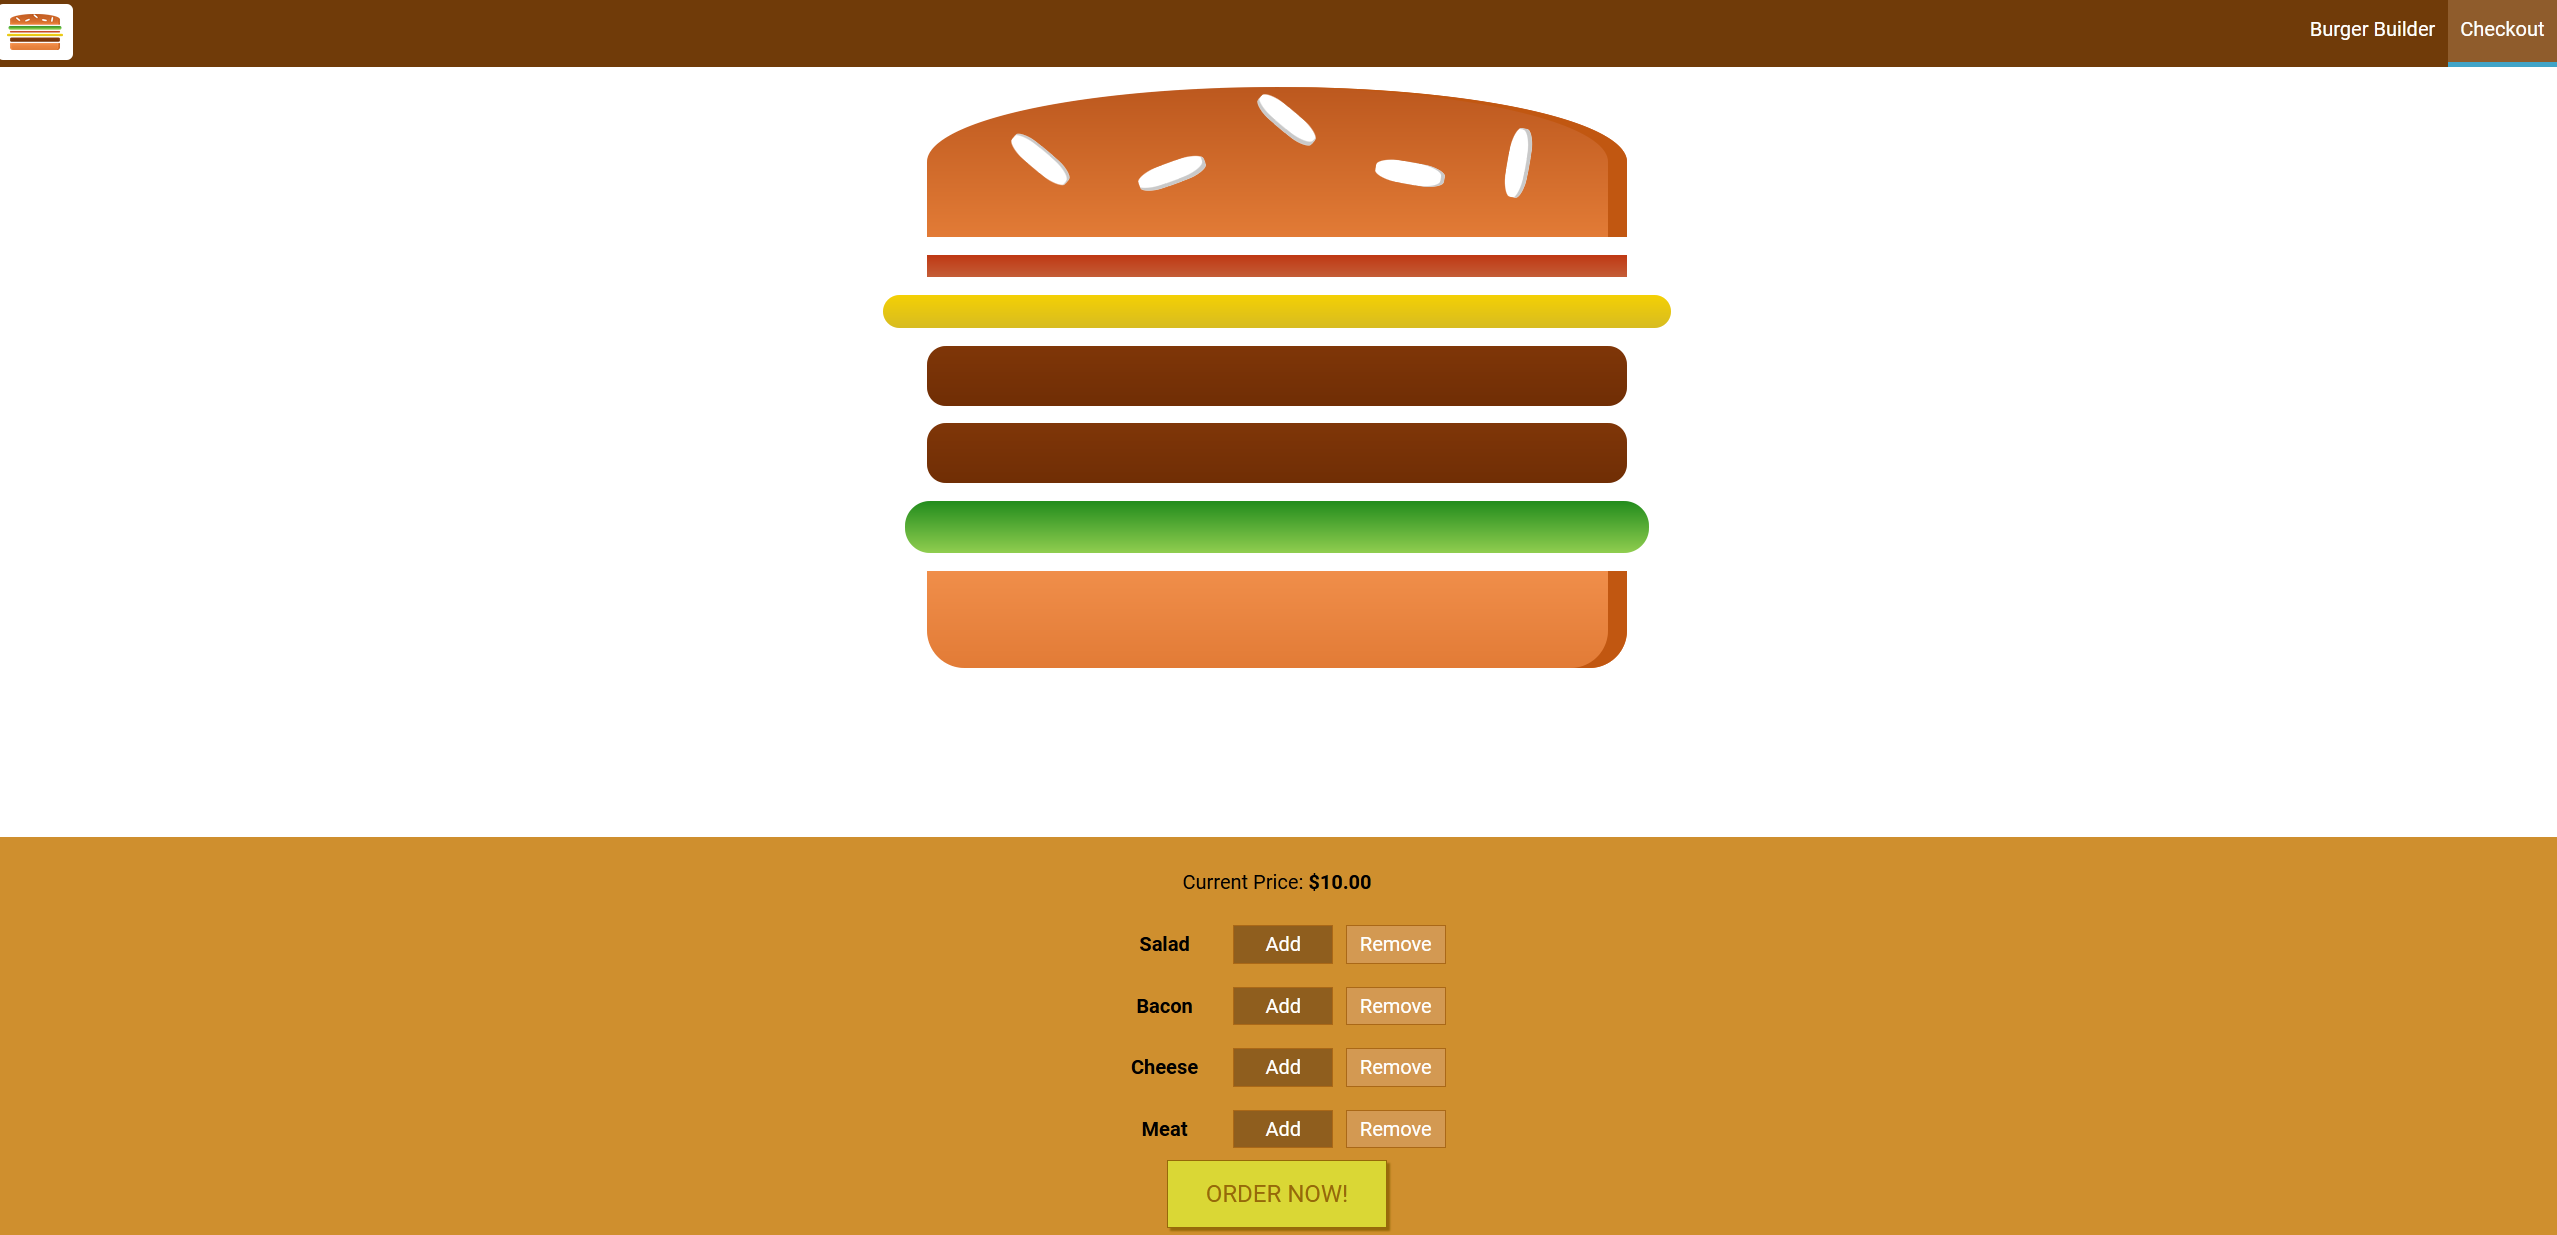 Burger Builder Checkout
Current Price: $10.00
Salad Add Remove
Bacon Add Remove
Cheese Add Remove
Meat Add Remove
ORDER NOW!